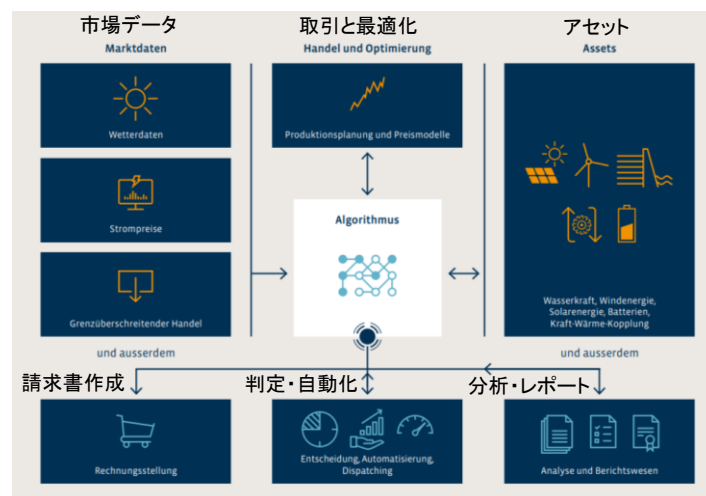 市場データ
取引と最適化
アセット
Marktdaten
Handel und Optimierung
Assets
Wetterdaten
Produktionsplanung und Preismodelle
Strompreise
Algorithmus
Grenzüberschreitender Handel
Wasserkraft, Windenergie,
Solarenergie, Batterien,
Kraft-Wärme-Kopplung
und ausserdem
und ausserdem
請求書作成
判定・自動化
分析・レポート
Rechnungsstellung
Entscheidung, Automatisierung,
Dispatching
Analyse und Berichtswesen